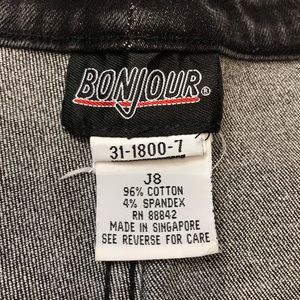 BONJOUR®
31-1800-7
J8
96% COTTON
4% SPANDEX
RN 88842
MADE IN SINGAPORE
SEE REVERSE FOR CARE